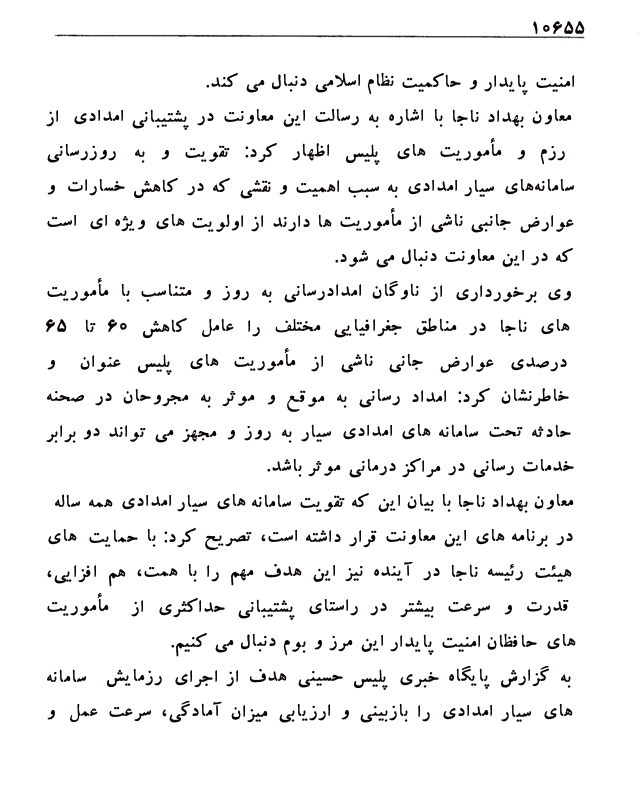 ۱۰۶۵۵
امنیت پایدار و حاکمیت نظام اسلامی دنبال می کند.
معاون بهداد ناجا با اشاره به رسالت این معاونت در پشتیبانی امدادی از
رزم و مأموریت های پلیس اظهار کرد: تقویت و به روزرسانی
سامانه‌های سیار امدادی به سبب اهمیت و نقشی که در کاهش خسارات و
عوارض جانبی ناشی از مأموریت ها دارند از اولویت های ویژه ای است
که در این معاونت دنبال می شود.
وی برخورداری از ناوگان امدادرسانی به روز و متناسب با مأموریت
های ناجا در مناطق جغرافیایی مختلف را عامل کاهش ۶۰ تا ۶۵
درصدی عوارض جانی ناشی از مأموریت های پلیس عنوان و
خاطرنشان کرد: امداد رسانی به موقع و موثر به مجروحان در صحنه
حادثه تحت سامانه های امدادی سیار به روز و مجهز می تواند دو برابر
خدمات رسانی در مراکز درمانی موثر باشد.
معاون بهداد ناجا با بیان این که تقویت سامانه های سیار امدادی همه ساله
در برنامه های این معاونت قرار داشته است، تصریح کرد: با حمایت های
هیئت رئیسه ناجا در آینده نیز این هدف مهم را با همت، هم افزایی،
قدرت و سرعت بیشتر در راستای پشتیبانی حداکثری از مأموریت
های حافظان امنیت پایدار این مرز و بوم دنبال می کنیم.
به گزارش پایگاه خبری پلیس حسینی هدف از اجرای رزمایش سامانه
های سیار امدادی را بازبینی و ارزیابی میزان آمادگی، سرعت عمل و